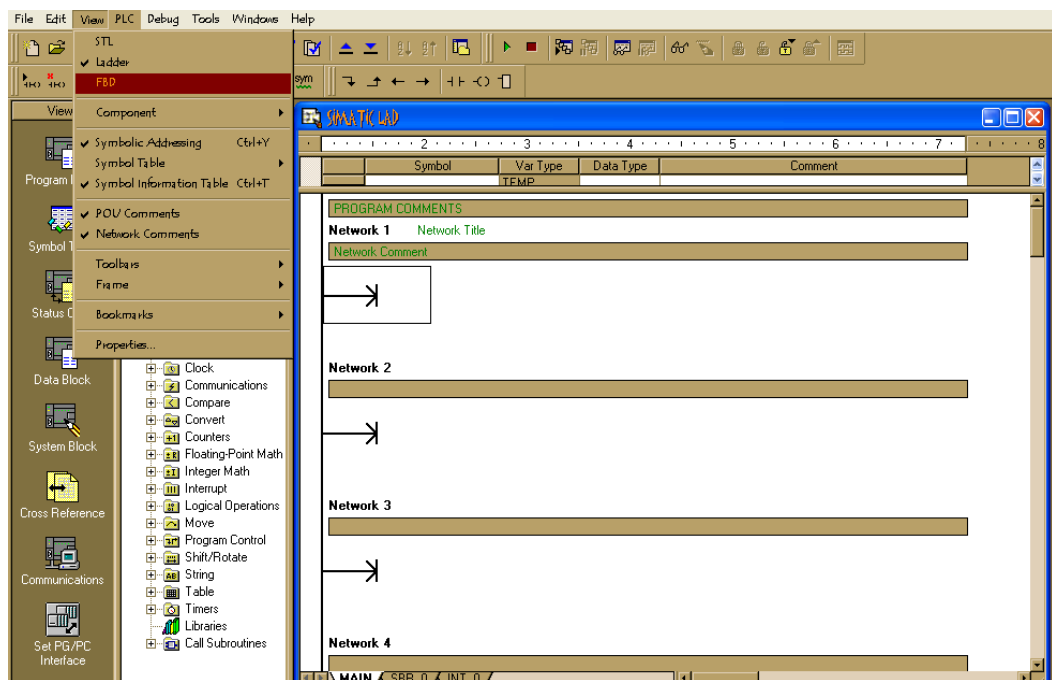 File Edit View PLC Debug Tools Windows Help
STL
Ladder
FBD
Component
Symbolic Addressing Ctrl+Y
Symbol Table
Symbol Information Table Ctrl+T
POU Comments
Network Comments
Toolbars
Frame
Bookmarks
Properties...
sym
View
Program
Symbol
Status
Data Block
System Block
Cross Reference
Communications
Set PG/PC
Interface
Clock
Communications
Compare
Convert
Counters
Floating-Point Math
Integer Math
Interrupt
Logical Operations
Move
Program Control
Shift/Rotate
String
Table
Timers
Libraries
Call Subroutines
SIMATIC LAD
2 3 4 5 6 7 8
Symbol Var Type Data Type Comment
TEMP
PROGRAM COMMENTS
Network 1 Network Title
Network Comment
Network 2
Network 3
Network 4
MAIN SBR_0 INT_0